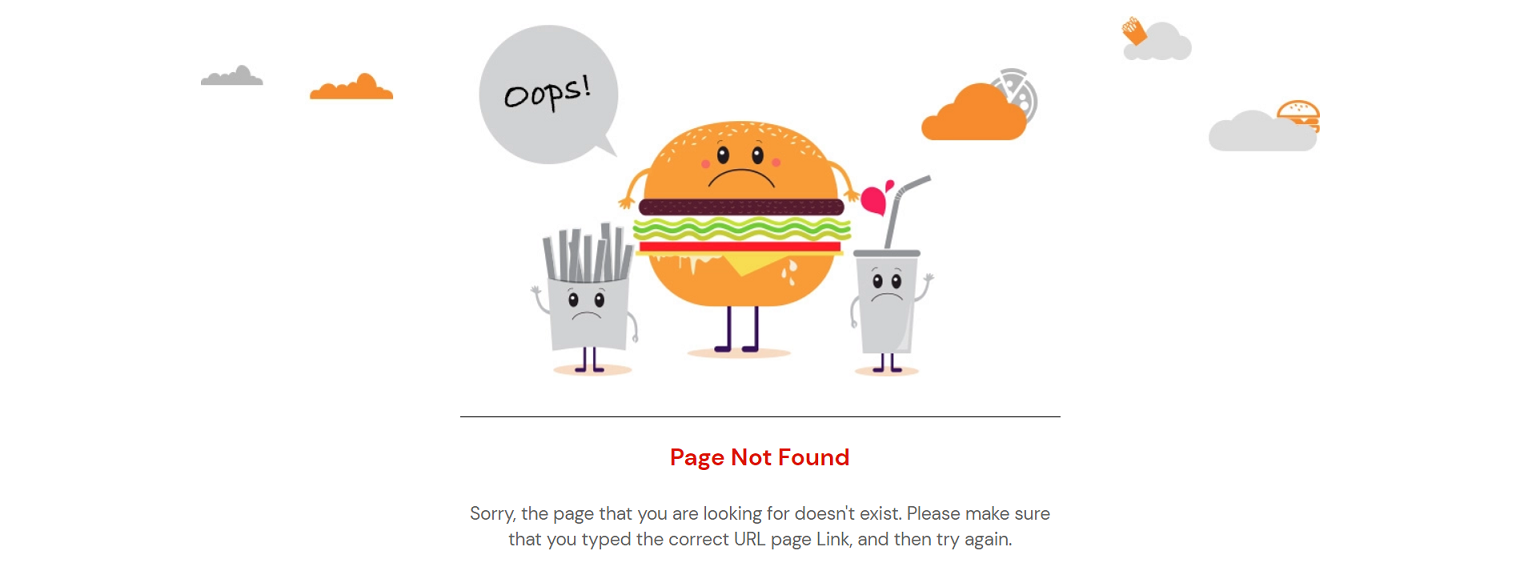 Oops!
Page Not Found
Sorry, the page that you are looking for doesn't exist. Please make sure
that you typed the correct URL page Link, and then try again.